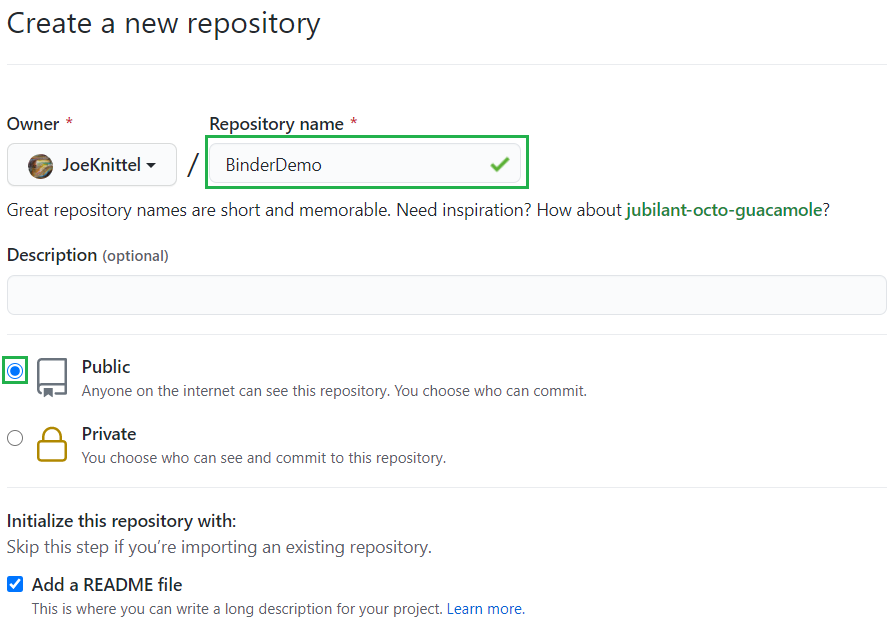 Create a new repository
Owner * Repository name *
JoeKnittel / BinderDemo
Great repository names are short and memorable. Need inspiration? How about jubilant-octo-guacamole?
Description (optional)
Public
Anyone on the internet can see this repository. You choose who can commit.
Private
You choose who can see and commit to this repository.
Initialize this repository with:
Skip this step if you’re importing an existing repository.
Add a README file
This is where you can write a long description for your project. Learn more.